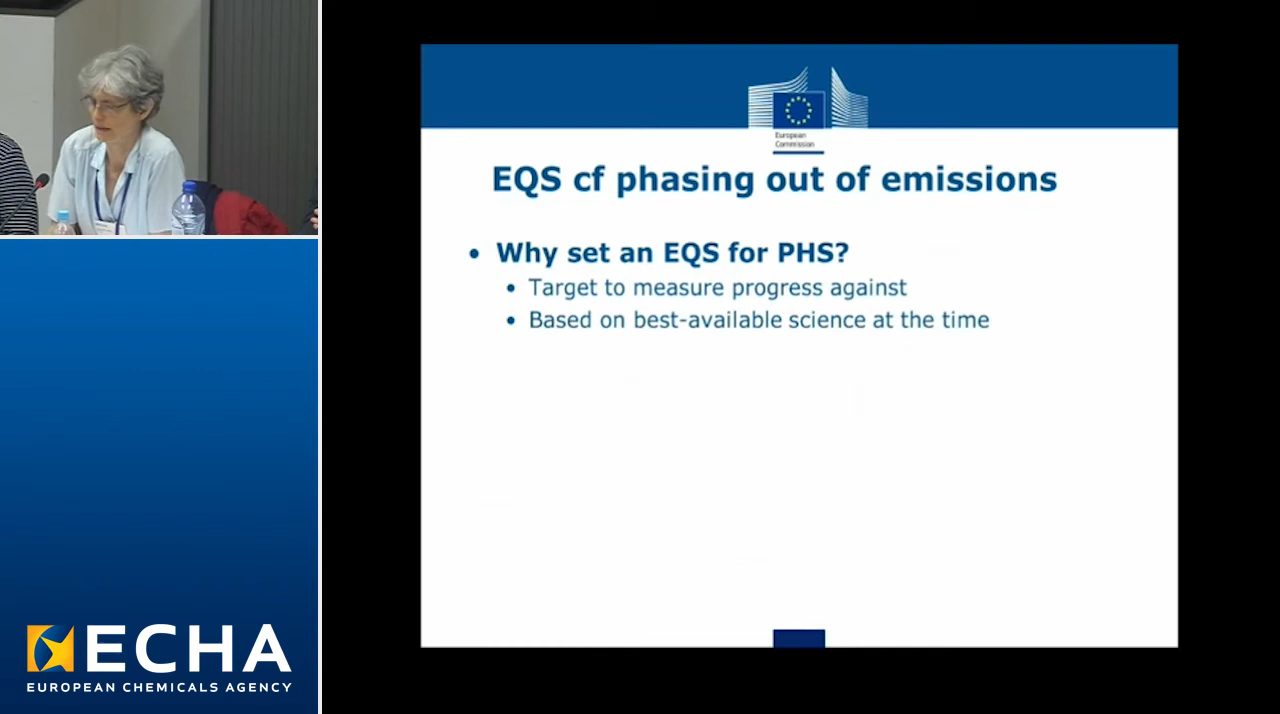 European
Commission
EQS cf phasing out of emissions
• Why set an EQS for PHS?
• Target to measure progress against
• Based on best-available science at the time
ECHA
EUROPEAN CHEMICALS AGENCY